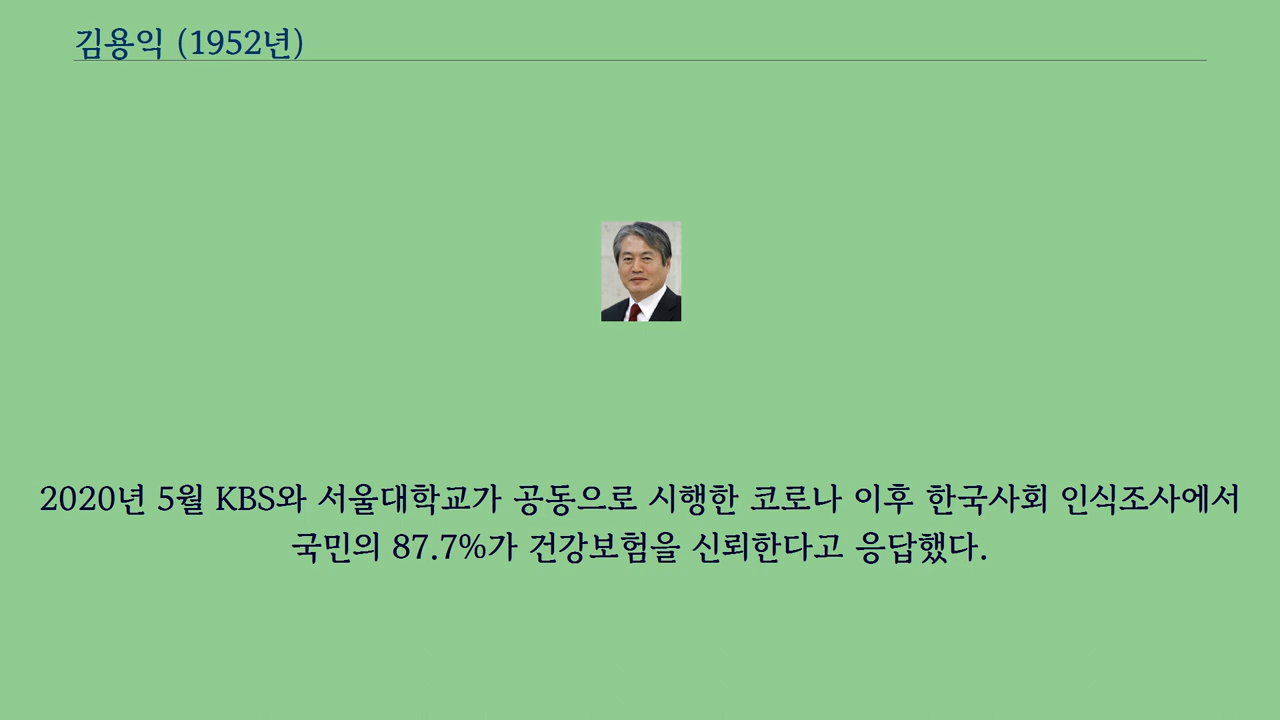 김용익 (1952년)
2020년 5월 KBS와 서울대학교가 공동으로 시행한 코로나 이후 한국사회 인식조사에서
국민의 87.7%가 건강보험을 신뢰한다고 응답했다.